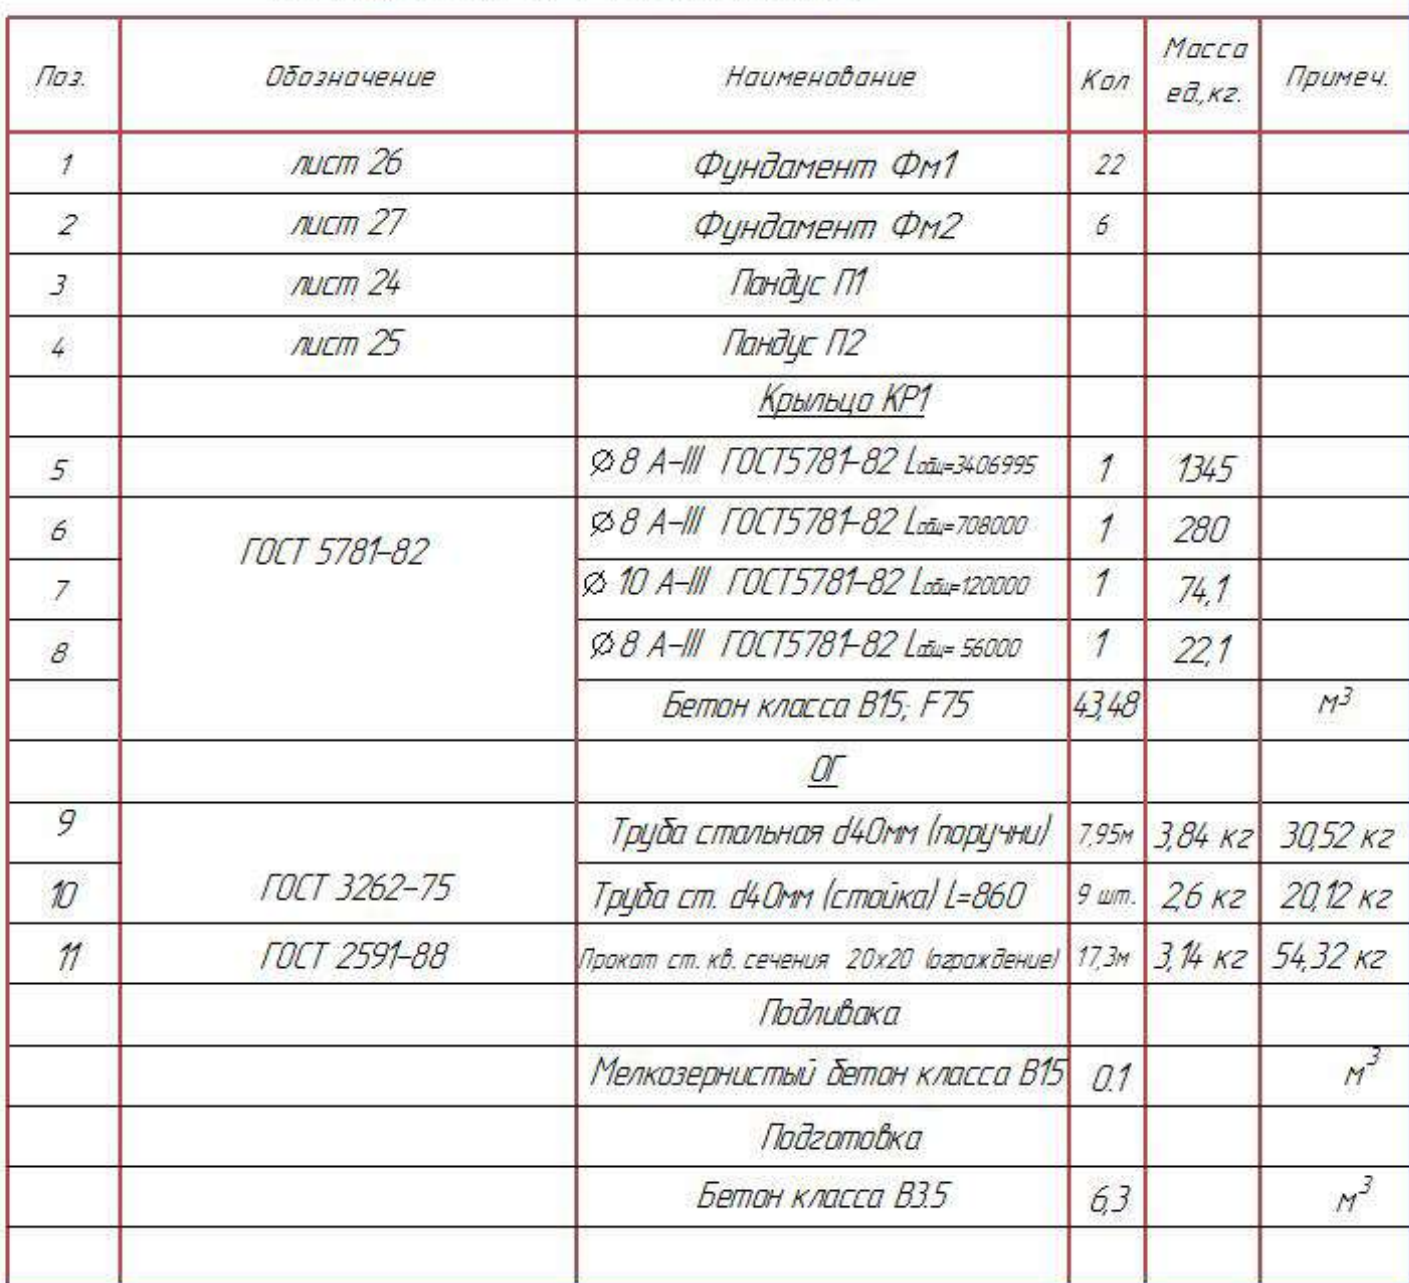 Поз. Обозначение Наименование Кол Масса ед.,кг. Примеч.
1 лист 26 Фундамент Фм1 22
2 лист 27 Фундамент Фм2 6
3 лист 24 Пандус П1
4 лист 25 Пандус П2
Крыльцо КР1
5 Ø 8 А-III ГОСТ5781-82 Lобщ=3406995 1 1345
6 Ø 8 А-III ГОСТ5781-82 Lобщ=708000 1 280
ГОСТ 5781-82
7 Ø 10 А-III ГОСТ5781-82 Lобщ=120000 1 74,1
8 Ø 8 А-III ГОСТ5781-82 Lобщ= 56000 1 22,1
Бетон класса В15; F75 43,48 м³
ОГ
9 Труба стальная d40мм (поручни) 7,95м 3,84 кг 30,52 кг
10 ГОСТ 3262-75 Труба ст. d40мм (стойка) L=860 9 шт. 2,6 кг 20,12 кг
11 ГОСТ 2591-88 Прокат ст. кв. сечения 20х20 (ограждение) 17,3м 3,14 кг 54,32 кг
Подливака
Мелкозернистый бетон класса В15 0.1 м³
Подготовка
Бетон класса В3.5 6,3 м³